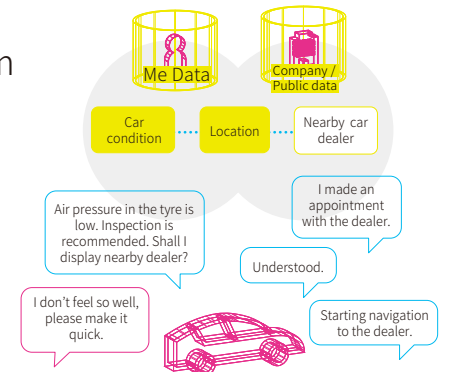 n
Me Data
Company /
Public data
Car
condition
Location
Nearby car
dealer
Air pressure in the tyre is
low. Inspection is
recommended. Shall I
display nearby dealer?
I made an
appointment
with the dealer.
Understood.
I don't feel so well,
please make it
quick.
Starting navigation
to the dealer.